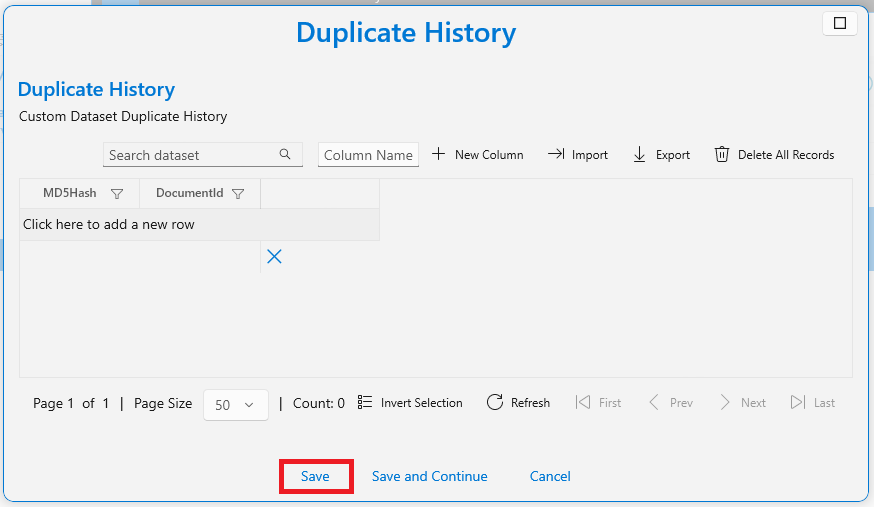 Duplicate History
Duplicate History
Custom Dataset Duplicate History
Search dataset Column Name New Column Import Export Delete All Records
MD5Hash DocumentId
Click here to add a new row
Page 1 of 1 | Page Size 50 | Count: 0 Invert Selection Refresh First Prev Next Last
Save Save and Continue Cancel